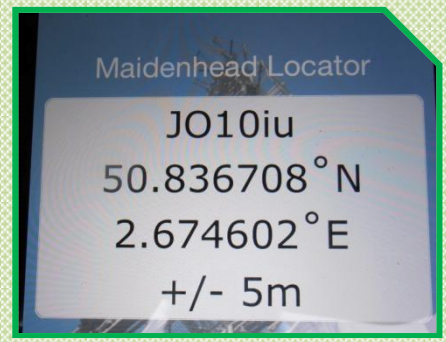 Maidenhead Locator
JO10iu
50.836708°N
2.674602°E
+/- 5m